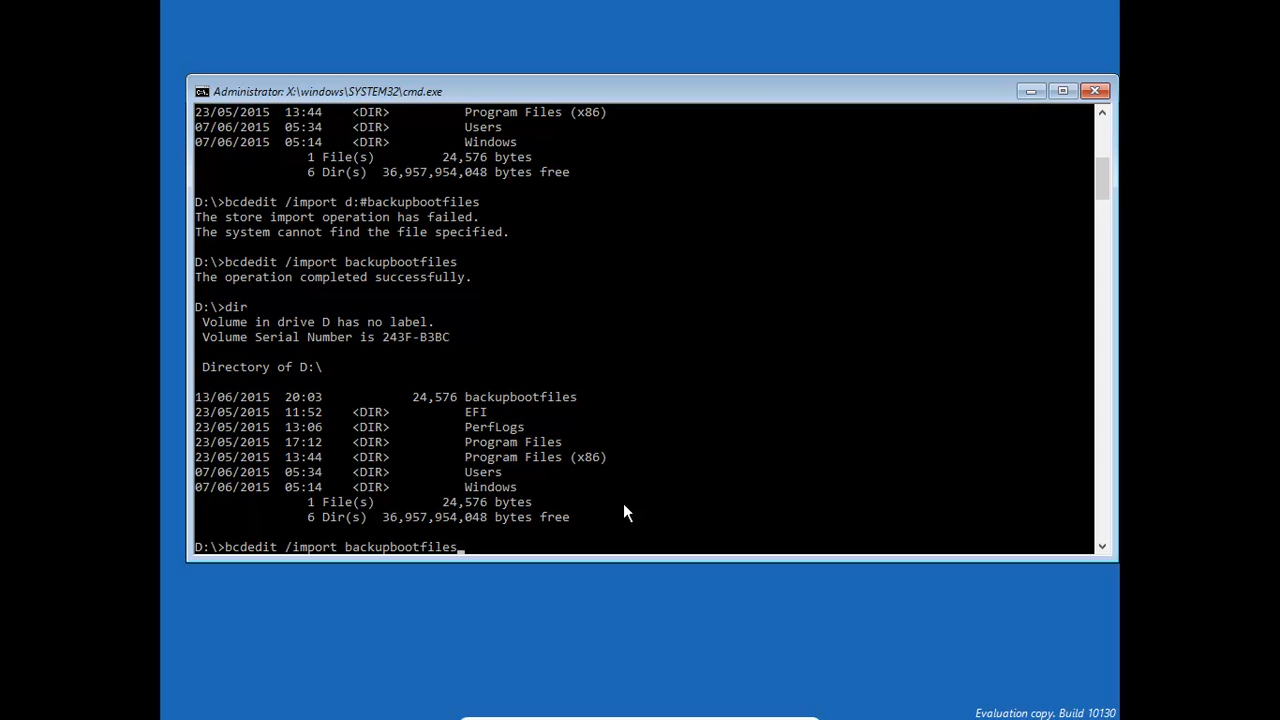 Administrator: X:\windows\SYSTEM32\cmd.exe
23/05/2015  13:44    <DIR>          Program Files (x86)
07/06/2015  05:34    <DIR>          Users
07/06/2015  05:14    <DIR>          Windows
               1 File(s)         24,576 bytes
               6 Dir(s)  36,957,954,048 bytes free
D:\>bcdedit /import d:#backupbootfiles
The store import operation has failed.
The system cannot find the file specified.
D:\>bcdedit /import backupbootfiles
The operation completed successfully.
D:\>dir
 Volume in drive D has no label.
 Volume Serial Number is 243F-B3BC
 Directory of D:\
13/06/2015  20:03            24,576 backupbootfiles
23/05/2015  11:52    <DIR>          EFI
23/05/2015  13:06    <DIR>          PerfLogs
23/05/2015  17:12    <DIR>          Program Files
23/05/2015  13:44    <DIR>          Program Files (x86)
07/06/2015  05:34    <DIR>          Users
07/06/2015  05:14    <DIR>          Windows
               1 File(s)         24,576 bytes
               6 Dir(s)  36,957,954,048 bytes free
D:\>bcdedit /import backupbootfiles_
Evaluation copy. Build 10130